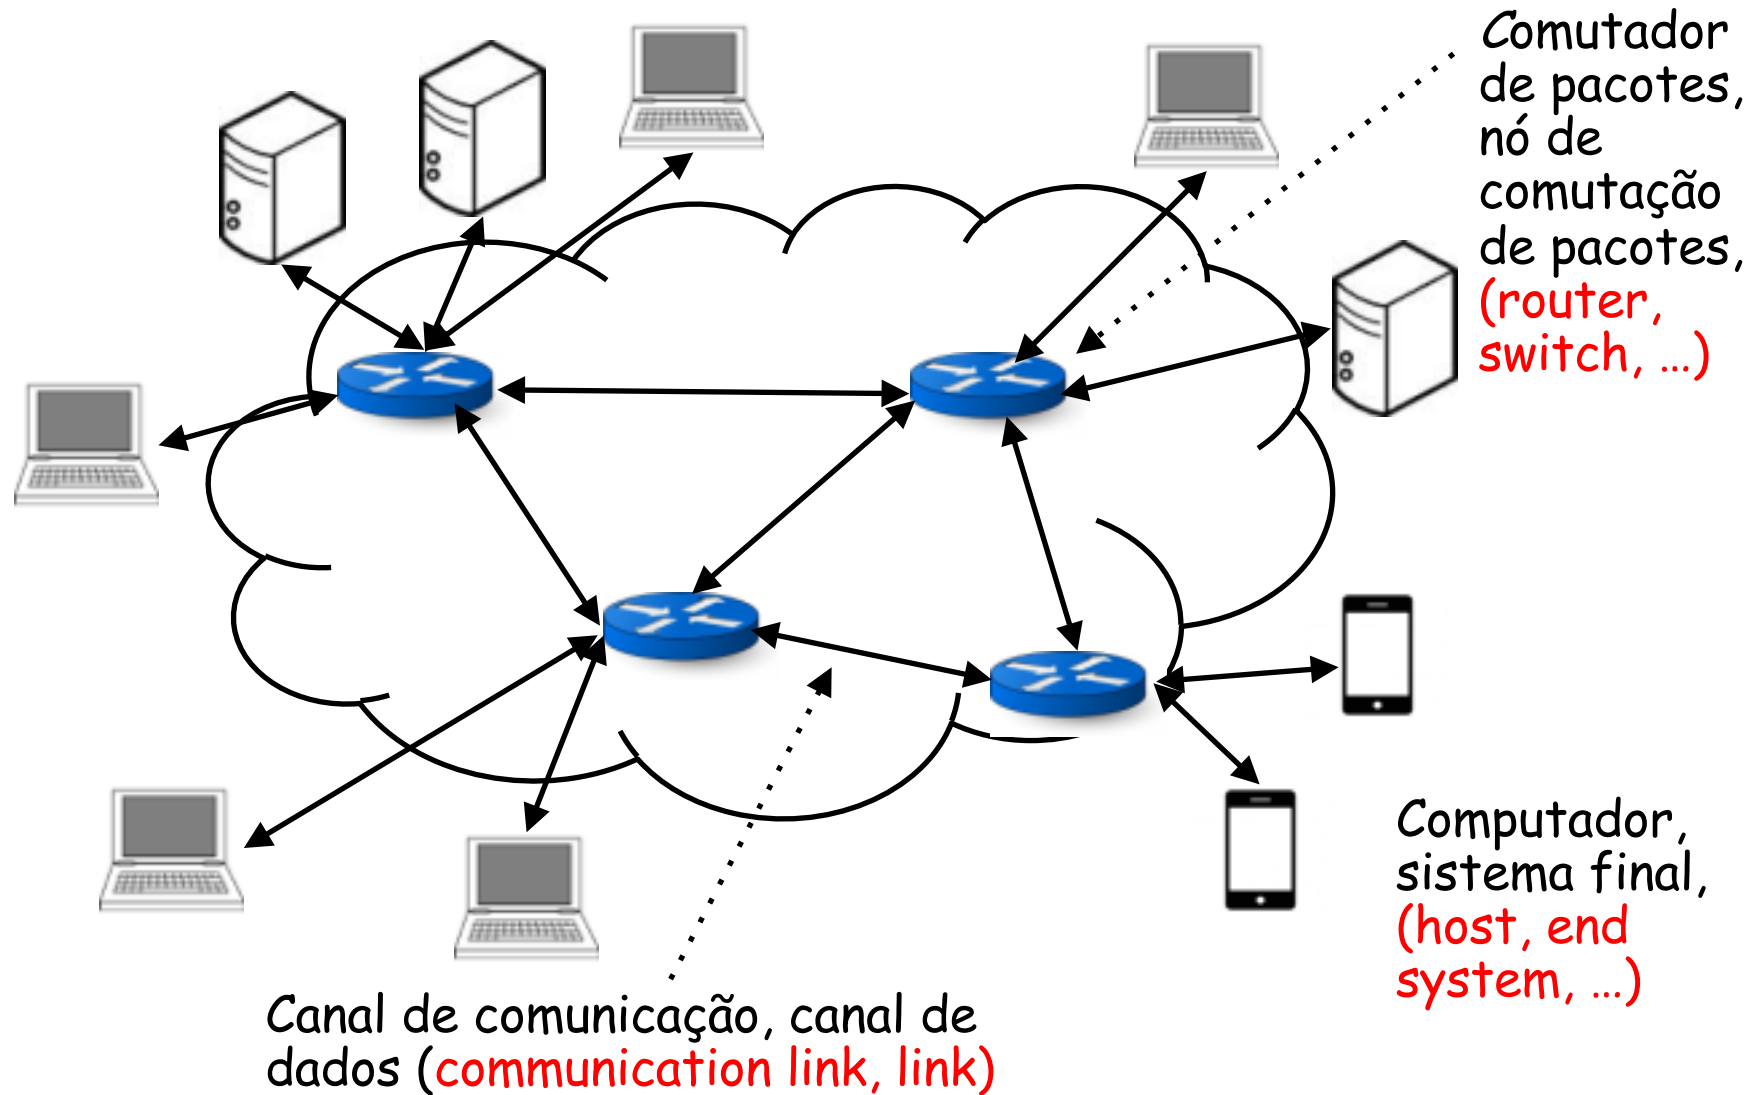 Comutador
de pacotes,
nó de
comutação
de pacotes,
(router,
switch, …)
Computador,
sistema final,
(host, end
system, …)
Canal de comunicação, canal de
dados (communication link, link)